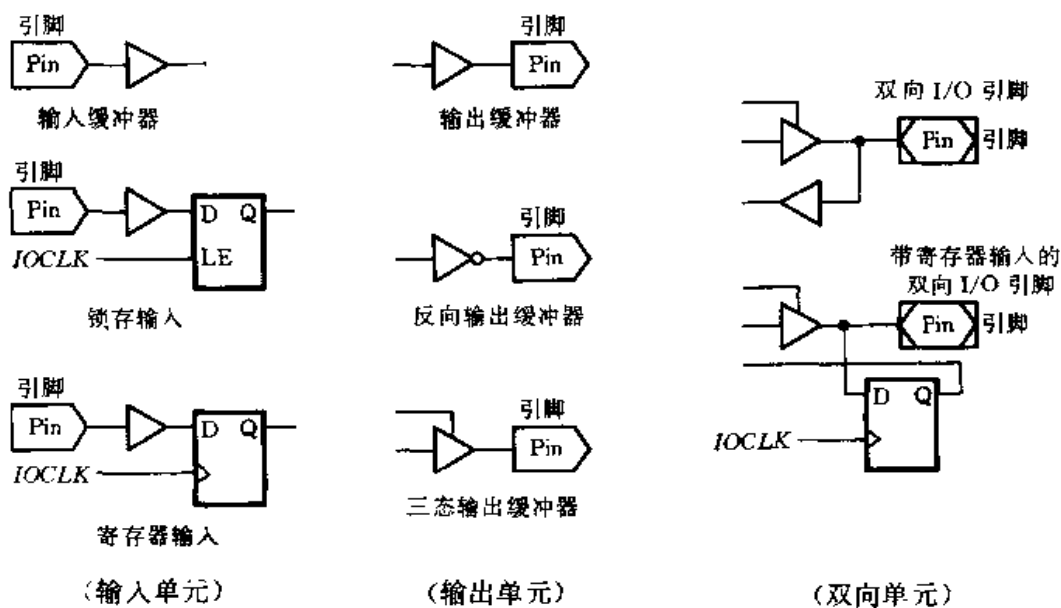 引脚
Pin
输入缓冲器
引脚
Pin
D Q
IOCLK
LE
锁存输入
引脚
Pin
D Q
IOCLK
寄存器输入
(输入单元)
引脚
Pin
输出缓冲器
引脚
Pin
反向输出缓冲器
引脚
Pin
三态输出缓冲器
(输出单元)
双向 I/O 引脚
Pin 引脚
带寄存器输入的
双向 I/O 引脚
Pin 引脚
D Q
IOCLK
(双向单元)